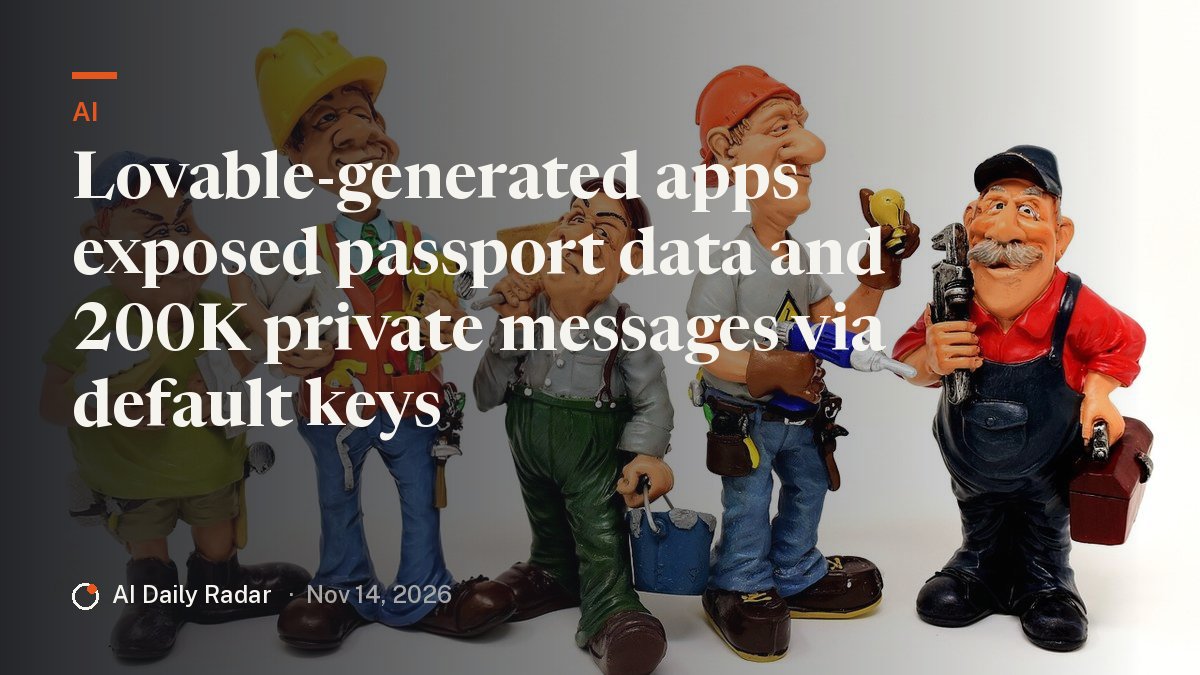 AI
Lovable-generated apps
exposed passport data and
200K private messages via
default keys
AI Daily Radar · Nov 14, 2026